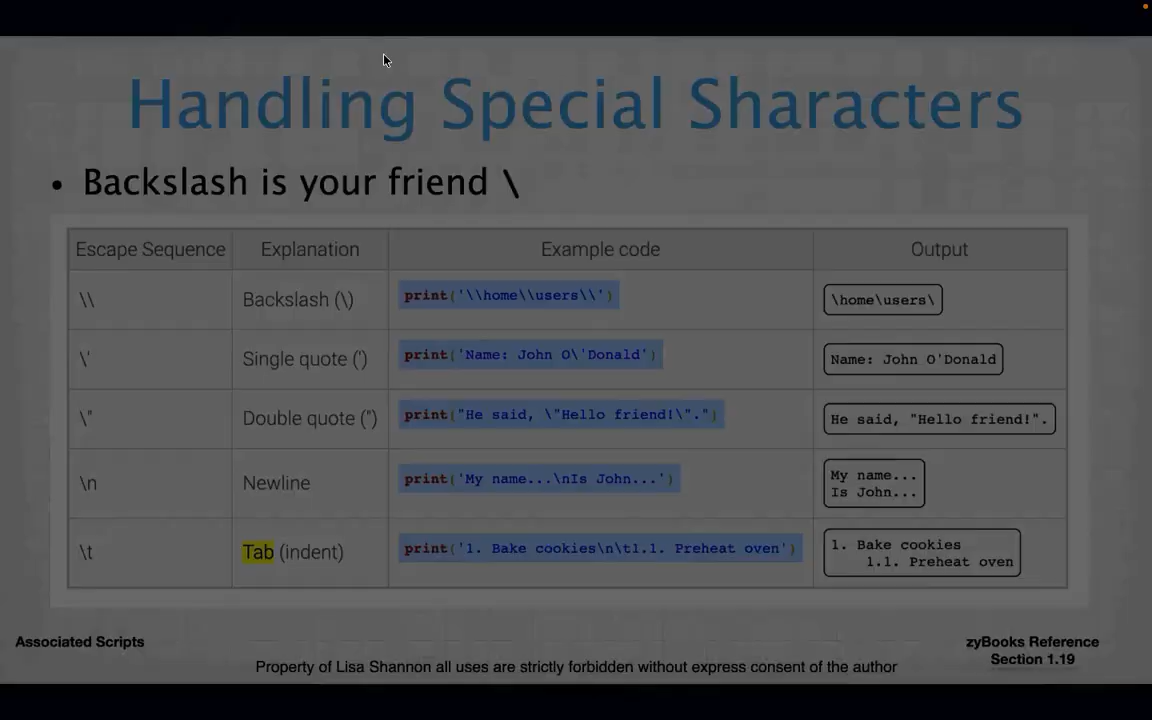 Handling Special Sharacters
• Backslash is your friend \
Escape Sequence Explanation Example code Output
\\ Backslash (\) print('\\home\\users\\') \home\users\
\' Single quote (') print('Name: John O\'Donald') Name: John O'Donald
\" Double quote (") print("He said, \"Hello friend!\".") He said, "Hello friend!".
\n Newline print('My name...\nIs John...') My name...
Is John...
\t Tab (indent) print('1. Bake cookies\n\t1.1. Preheat oven') 1. Bake cookies
1.1. Preheat oven
Associated Scripts
zyBooks Reference
Section 1.19
Property of Lisa Shannon all uses are strictly forbidden without express consent of the author